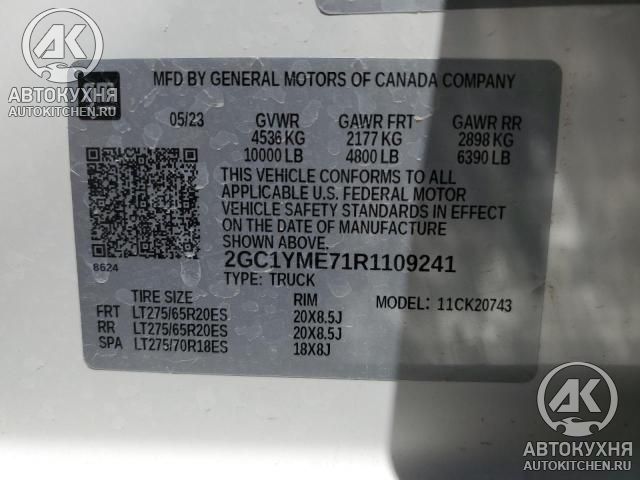 MFD BY GENERAL MOTORS OF CANADA COMPANY
05/23 GVWR GAWR FRT GAWR RR
4536 KG 2177 KG 2898 KG
10000 LB 4800 LB 6390 LB
THIS VEHICLE CONFORMS TO ALL
APPLICABLE U.S. FEDERAL MOTOR
VEHICLE SAFETY STANDARDS IN EFFECT
ON THE DATE OF MANUFACTURE
SHOWN ABOVE.
8624
2GC1YME71R1109241
TYPE: TRUCK
TIRE SIZE RIM MODEL: 11CK20743
FRT LT275/65R20ES 20X8.5J
RR LT275/65R20ES 20X8.5J
SPA LT275/70R18ES 18X8J
АК
АВТОКУХНЯ
AUTOKITCHEN.RU
АК
АВТОКУХНЯ
AUTOKITCHEN.RU